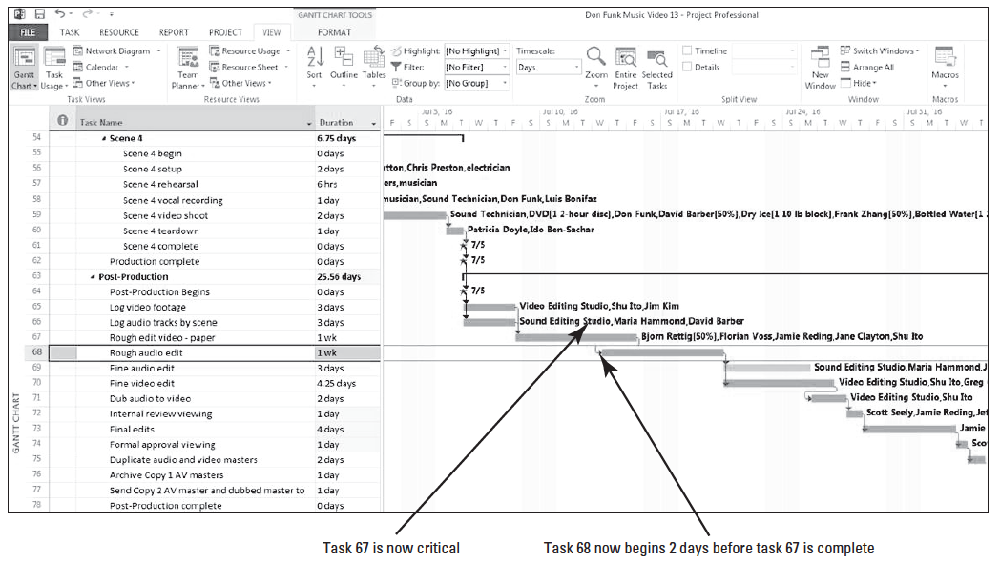 GANTT CHART TOOLS
Don Funk Music Video 13 - Project Professional
FILE TASK RESOURCE REPORT PROJECT VIEW FORMAT
Gantt Chart
Task Usage
Network Diagram
Calendar
Other Views
Task Views
Team Planner
Resource Usage
Resource Sheet
Other Views
Resource Views
Sort Outline Tables
Highlight: [No Highlight]
Filter: [No Filter]
Group by: [No Group]
Data
Timescale:
Days
Zoom
Entire Project
Selected Tasks
Zoom
Timeline
Details
Split View
New Window
Switch Windows
Arrange All
Hide
Window
Macros
Macros
Task Name Duration
Jul 3, '16 Jul 10, '16 Jul 17, '16 Jul 24, '16 Jul 31, '16
F S S M T W T F S S M T W T F S S M T W T F S S M T W T F S S M T W T
54 Scene 4 6.75 days
55 Scene 4 begin 0 days
56 Scene 4 setup 2 days
57 Scene 4 rehearsal 6 hrs
58 Scene 4 vocal recording 1 day
59 Scene 4 video shoot 2 days
60 Scene 4 teardown 1 day
61 Scene 4 complete 0 days
62 Production complete 0 days
63 Post-Production 25.56 days
64 Post-Production Begins 0 days
65 Log video footage 3 days
66 Log audio tracks by scene 3 days
67 Rough edit video - paper 1 wk
68 Rough audio edit 1 wk
69 Fine audio edit 3 days
70 Fine video edit 4.25 days
71 Dub audio to video 2 days
72 Internal review viewing 1 day
73 Final edits 4 days
74 Formal approval viewing 1 day
75 Duplicate audio and video masters 2 days
76 Archive Copy 1 AV masters 1 day
77 Send Copy 2 AV master and dubbed master to 1 day
78 Post-Production complete 0 days
GANTT CHART
tton,Chris Preston,electrician
ers,musician
musician,Sound Technician,Don Funk,Luis Bonifaz
Sound Technician,DVD[1 2-hour disc],Don Funk,David Barber[50%],Dry Ice[1 10 lb block],Frank Zhang[50%],Bottled Water[1
Patricia Doyle,Ido Ben-Sachar
7/5
7/5
7/5
Video Editing Studio,Shu Ito,Jim Kim
Sound Editing Studio,Maria Hammond,David Barber
Bjorn Rettig[50%],Florian Voss,Jamie Reding,Jane Clayton,Shu Ito
Sound Editing Studio,Maria Hammond,J
Video Editing Studio,Shu Ito,Greg
Video Editing Studio,Shu Ito
Scott Seely,Jamie Reding,Jef
Jamie
Sco
Task 67 is now critical
Task 68 now begins 2 days before task 67 is complete